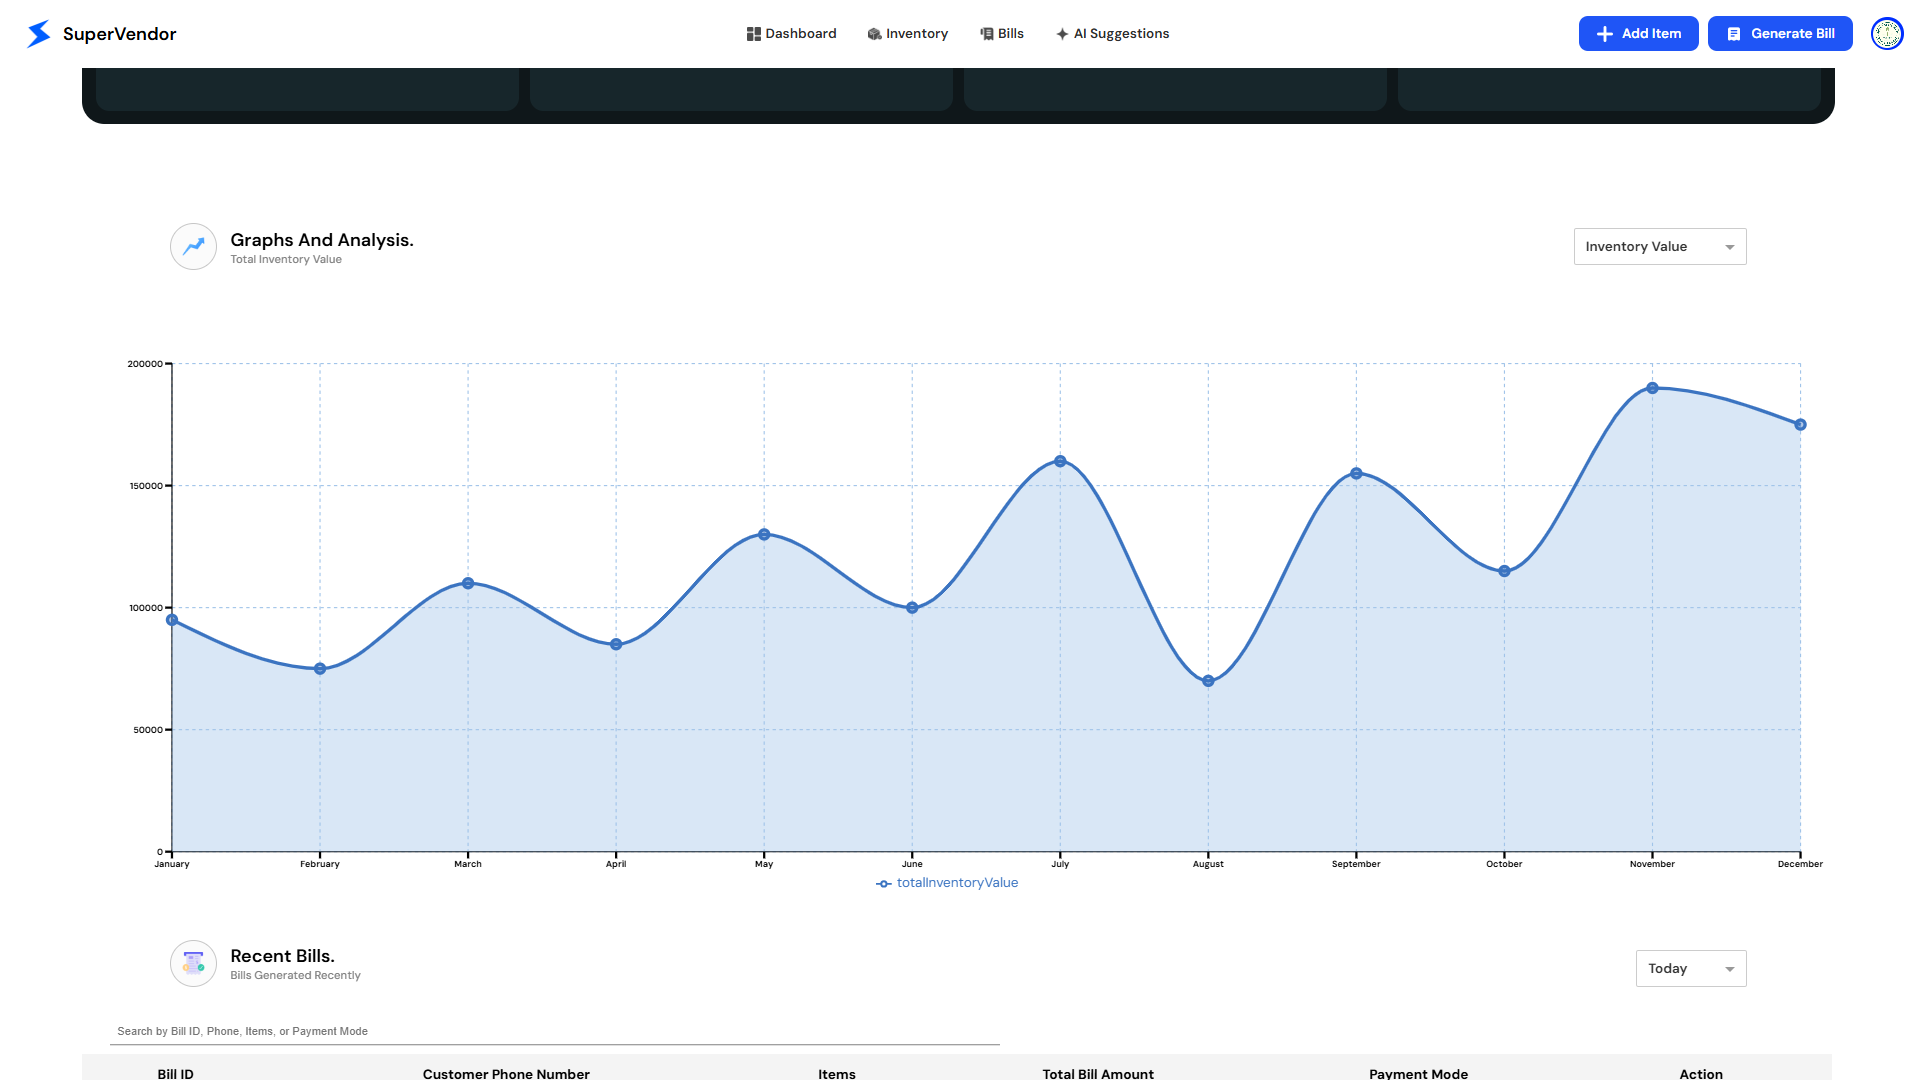 SuperVendor
Dashboard
Inventory
Bills
AI Suggestions
Add Item
Generate Bill
Graphs And Analysis.
Total Inventory Value
Inventory Value
200000
150000
100000
50000
0
January
February
March
April
May
June
July
August
September
October
November
December
totalInventoryValue
Recent Bills.
Bills Generated Recently
Today
Search by Bill ID, Phone, Items, or Payment Mode
Bill ID
Customer Phone Number
Items
Total Bill Amount
Payment Mode
Action